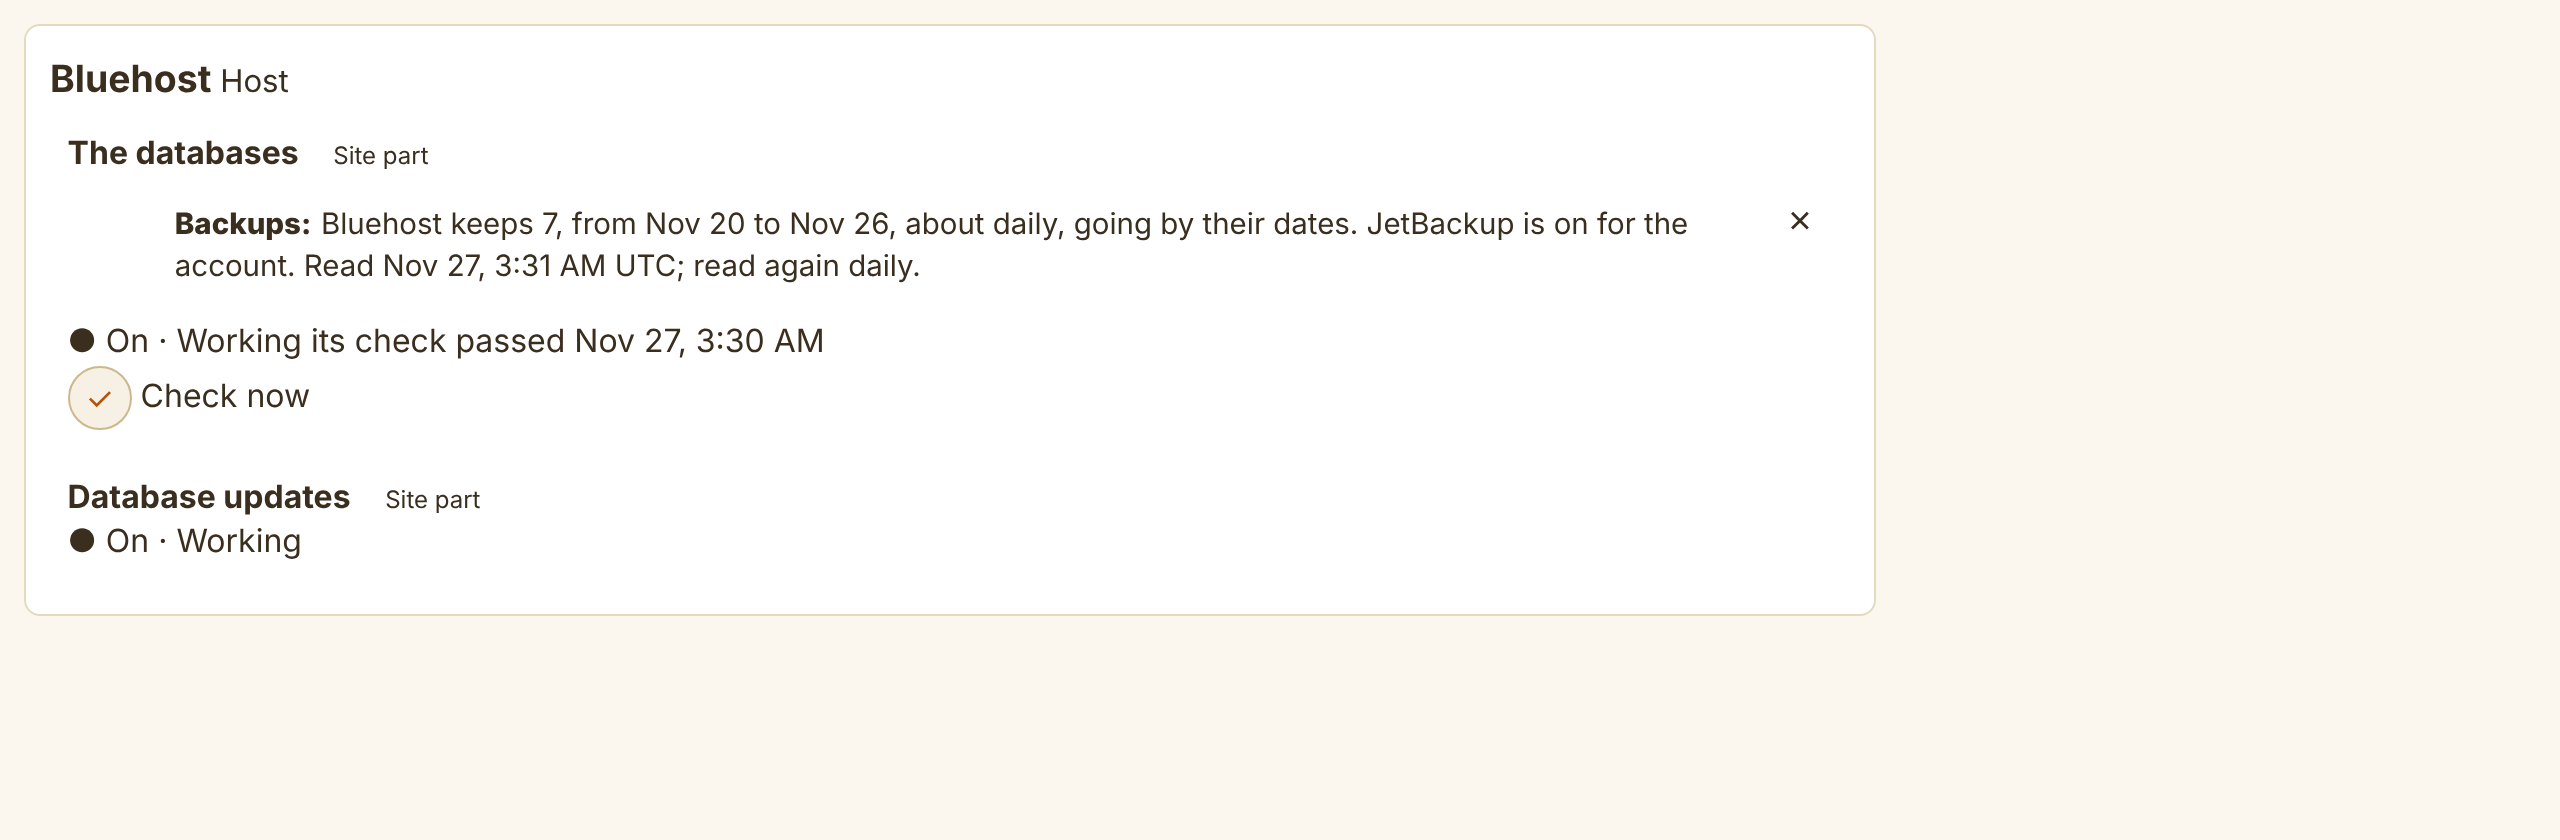 Bluehost Host
The databases Site part
Backups: Bluehost keeps 7, from Nov 20 to Nov 26, about daily, going by their dates. JetBackup is on for the
account. Read Nov 27, 3:31 AM UTC; read again daily.
On · Working its check passed Nov 27, 3:30 AM
Check now
Database updates Site part
On · Working